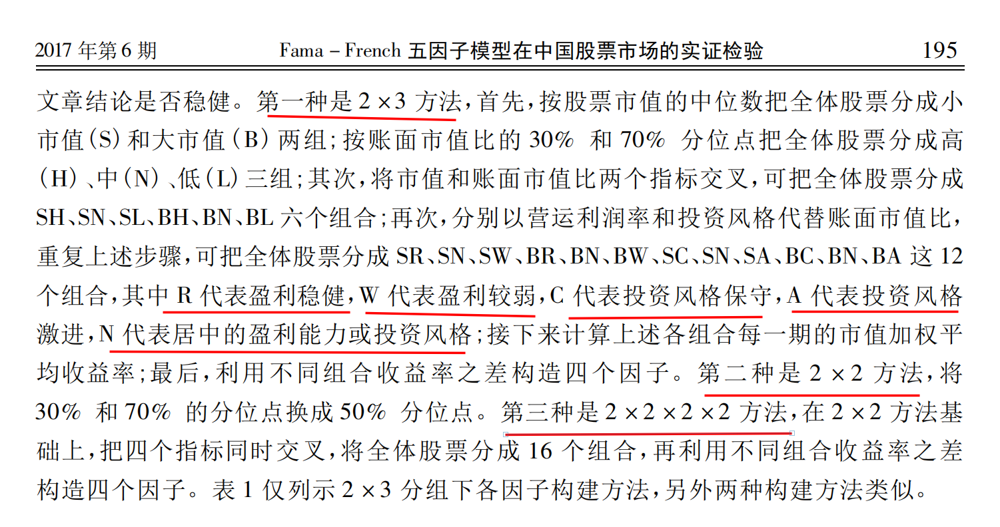 2017 年第 6 期 Fama - French 五因子模型在中国股票市场的实证检验 195
文章结论是否稳健。第一种是 2 ×3 方法,首先,按股票市值的中位数把全体股票分成小
市值(S)和大市值(B)两组;按账面市值比的 30% 和 70% 分位点把全体股票分成高
(H)、中(N)、低(L)三组;其次,将市值和账面市值比两个指标交叉,可把全体股票分成
SH、SN、SL、BH、BN、BL 六个组合;再次,分别以营运利润率和投资风格代替账面市值比,
重复上述步骤,可把全体股票分成 SR、SN、SW、BR、BN、BW、SC、SN、SA、BC、BN、BA 这 12
个组合,其中 R 代表盈利稳健,W 代表盈利较弱,C 代表投资风格保守,A 代表投资风格
激进,N 代表居中的盈利能力或投资风格;接下来计算上述各组合每一期的市值加权平
均收益率;最后,利用不同组合收益率之差构造四个因子。第二种是 2 ×2 方法,将
30% 和 70% 的分位点换成 50% 分位点。第三种是 2 ×2 ×2 ×2 方法,在 2 ×2 方法基
础上,把四个指标同时交叉,将全体股票分成 16 个组合,再利用不同组合收益率之差
构造四个因子。表 1 仅列示 2 ×3 分组下各因子构建方法,另外两种构建方法类似。